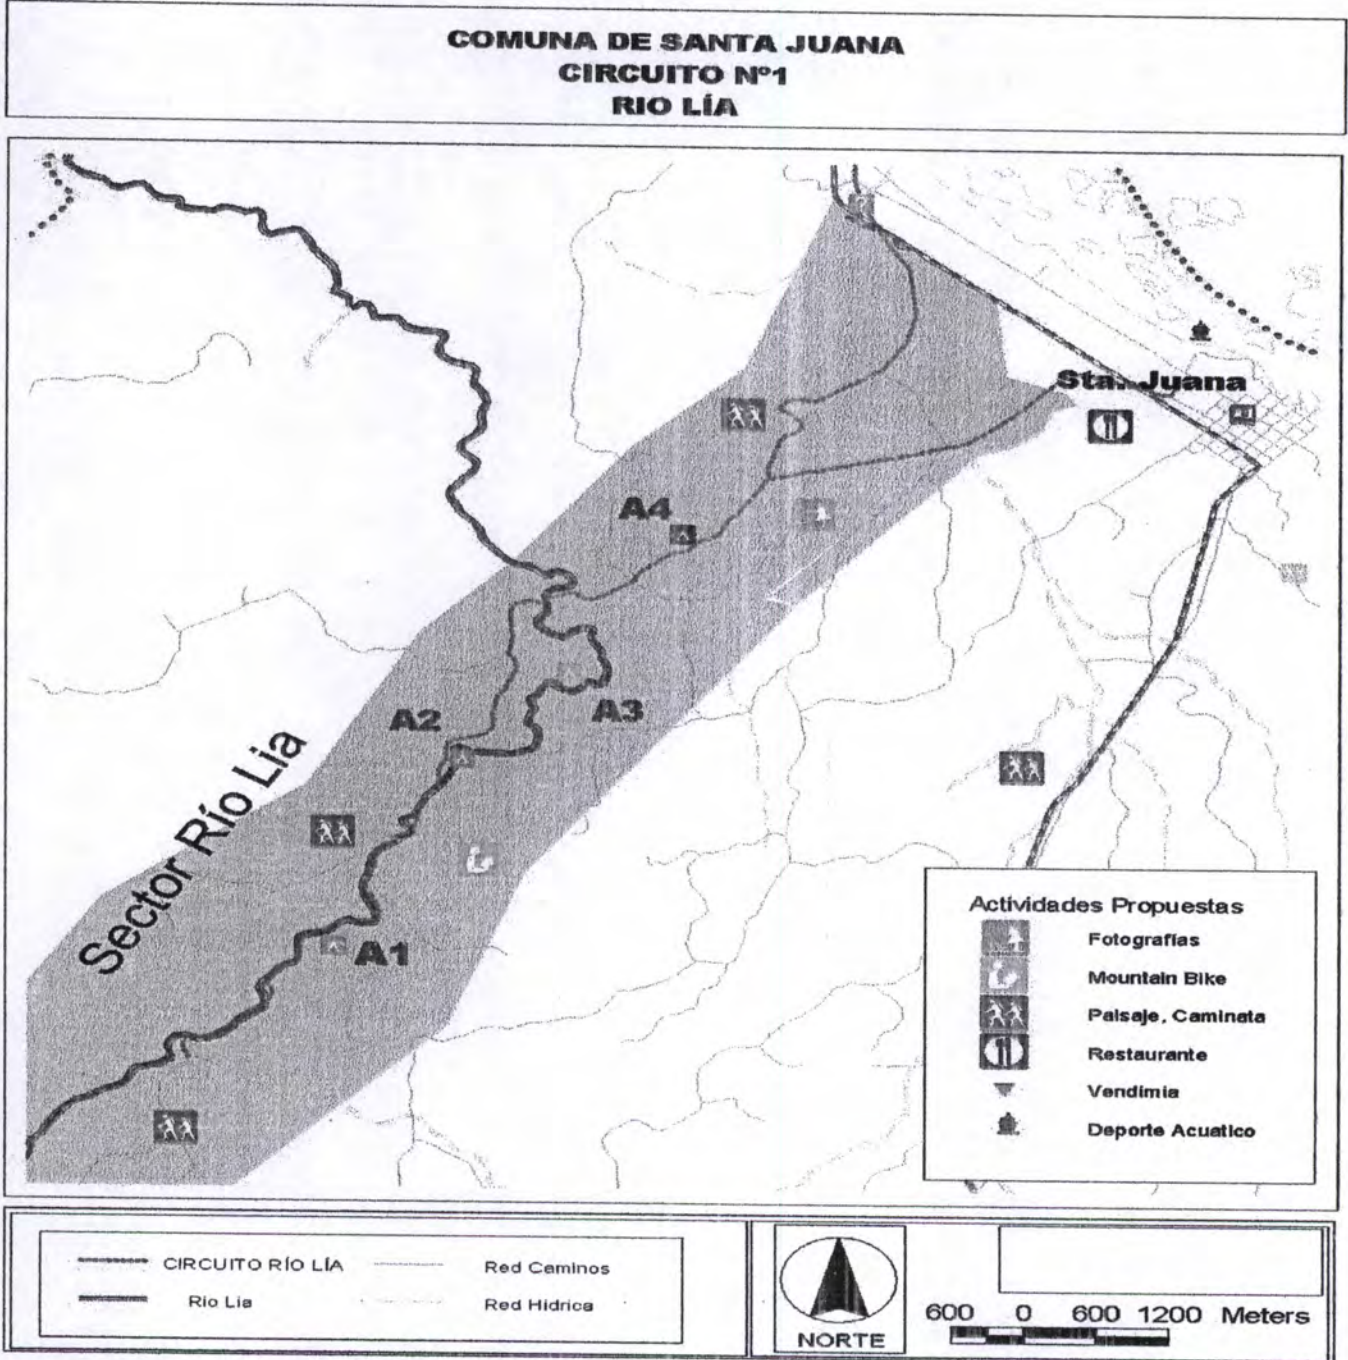 COMUNA DE SANTA JUANA
CIRCUITO Nº1
RIO LÍA
Sta. Juana
A4
A2
A3
Sector Río Lia
A1
Actividades Propuestas
Fotografías
Mountain Bike
Paisaje, Caminata
Restaurante
Vendimia
Deporte Acuatico
CIRCUITO RÍO LÍA
Red Caminos
Rio Lia
Red Hidrica
NORTE
600 0 600 1200 Meters